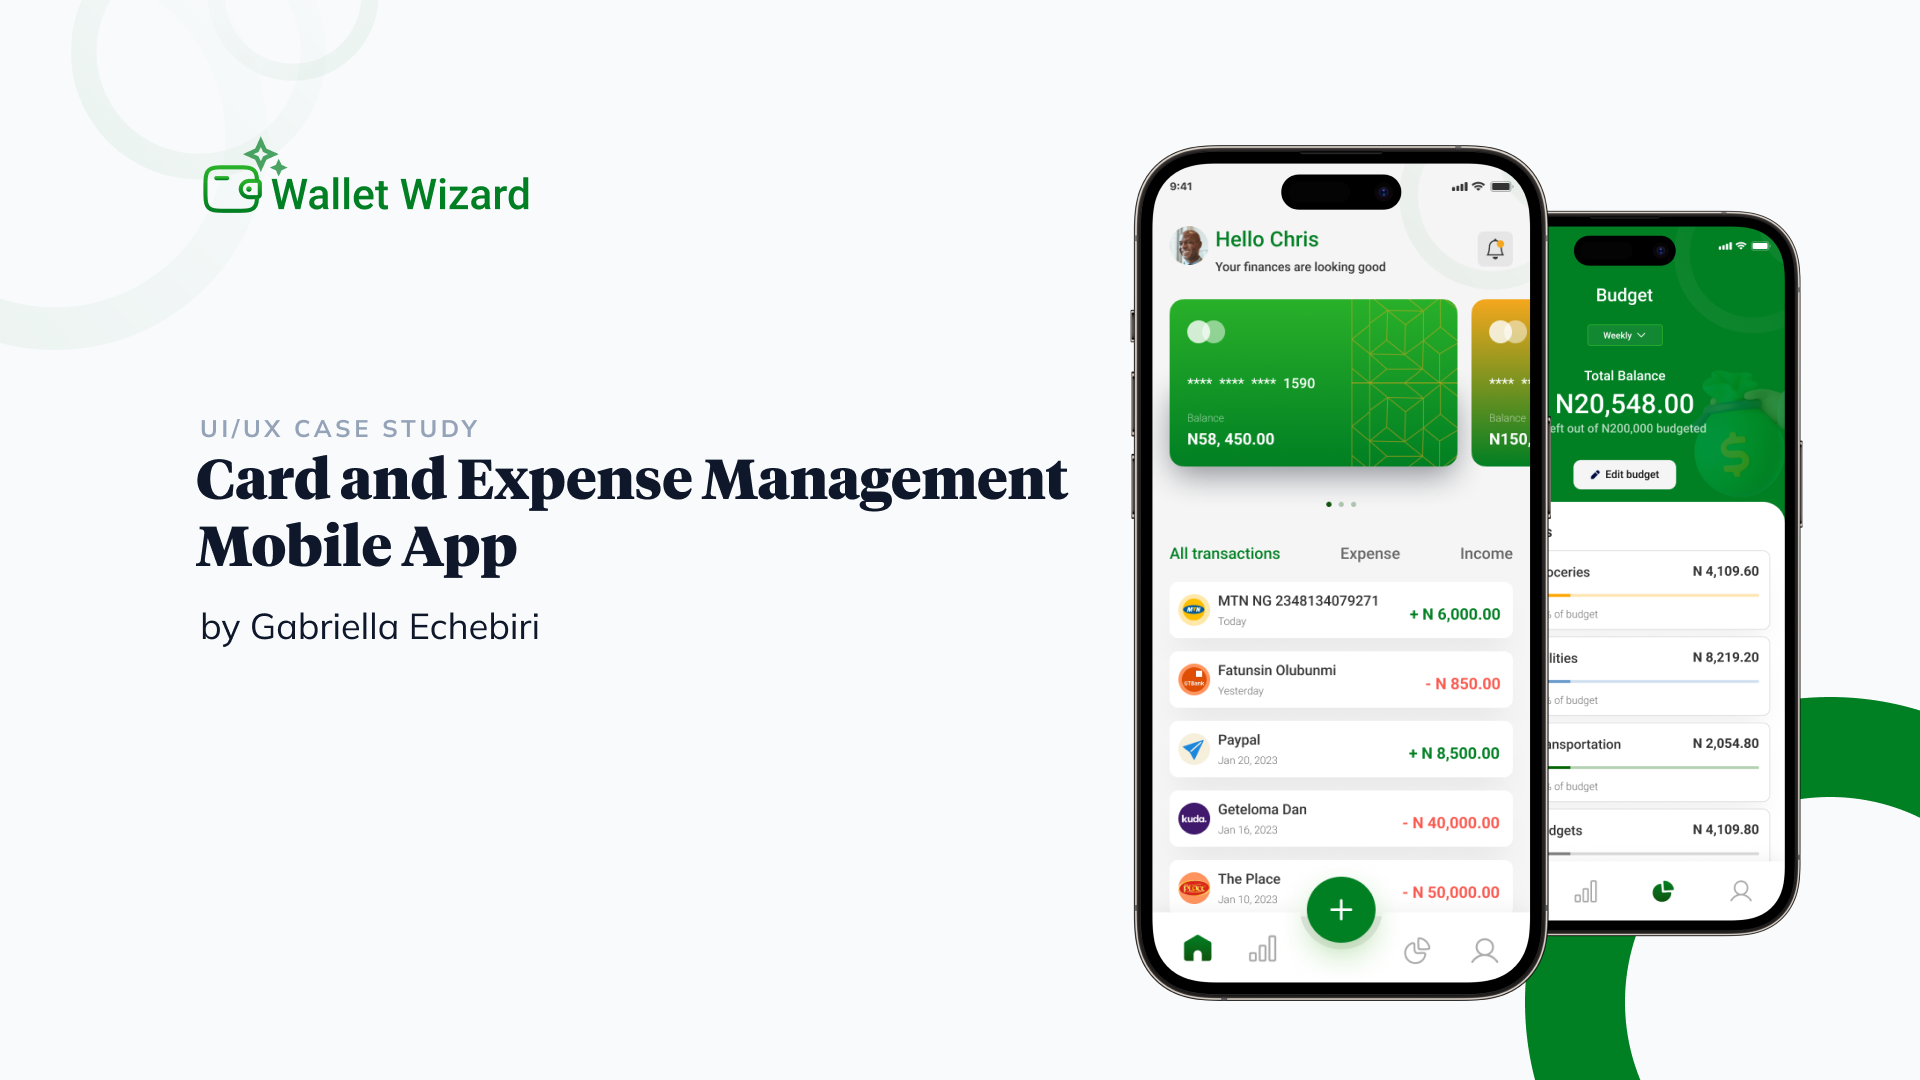 Wallet Wizard
UI/UX CASE STUDY
Card and Expense Management
Mobile App
by Gabriella Echebiri
9:41
Hello Chris
Your finances are looking good
**** **** **** 1590
Balance
N58, 450.00
**** **
Balance
N150,
All transactions
Expense
Income
MTN
MTN NG 2348134079271
Today
+ N 6,000.00
GTBank
Fatunsin Olubunmi
Yesterday
- N 850.00
Paypal
Jan 20, 2023
+ N 8,500.00
kuda.
Geteloma Dan
Jan 16, 2023
- N 40,000.00
PLACE
The Place
Jan 10, 2023
- N 50,000.00
Budget
Weekly
Total Balance
N20,548.00
eft out of N200,000 budgeted
$
Edit budget
s
oceries
N 4,109.60
% of budget
lities
N 8,219.20
% of budget
ansportation
N 2,054.80
% of budget
dgets
N 4,109.80